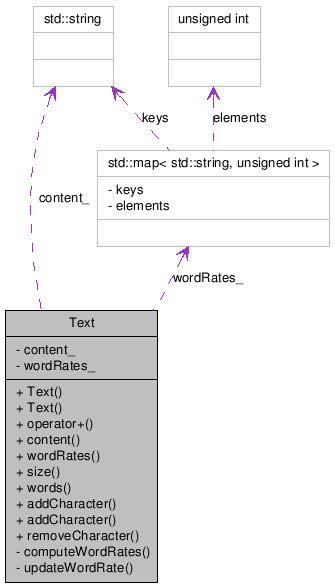 std::string
unsigned int
keys
elements
std::map< std::string, unsigned int >
- keys
- elements
content_
wordRates_
Text
- content_
- wordRates_
+ Text()
+ Text()
+ operator+()
+ content()
+ wordRates()
+ size()
+ words()
+ addCharacter()
+ addCharacter()
+ removeCharacter()
- computeWordRates()
- updateWordRate()